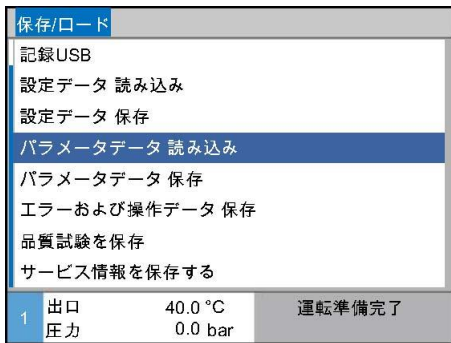 保存/ロード
記録USB
設定データ 読み込み
設定データ 保存
パラメータデータ 読み込み
パラメータデータ 保存
エラーおよび操作データ 保存
品質試験を保存
サービス情報を保存する
1 出口 40.0 °C 運転準備完了
圧力 0.0 bar